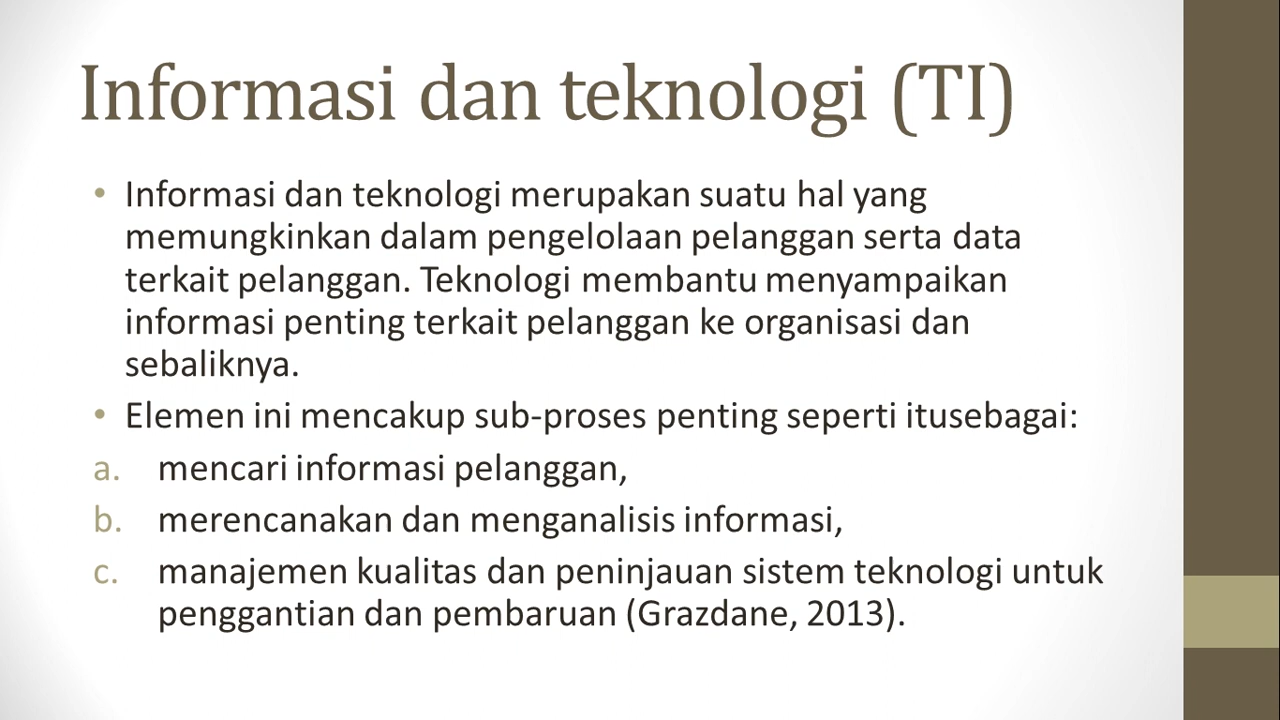 Informasi dan teknologi (TI)
• Informasi dan teknologi merupakan suatu hal yang
memungkinkan dalam pengelolaan pelanggan serta data
terkait pelanggan. Teknologi membantu menyampaikan
informasi penting terkait pelanggan ke organisasi dan
sebaliknya.
• Elemen ini mencakup sub-proses penting seperti itusebagai:
a. mencari informasi pelanggan,
b. merencanakan dan menganalisis informasi,
c. manajemen kualitas dan peninjauan sistem teknologi untuk
penggantian dan pembaruan (Grazdane, 2013).